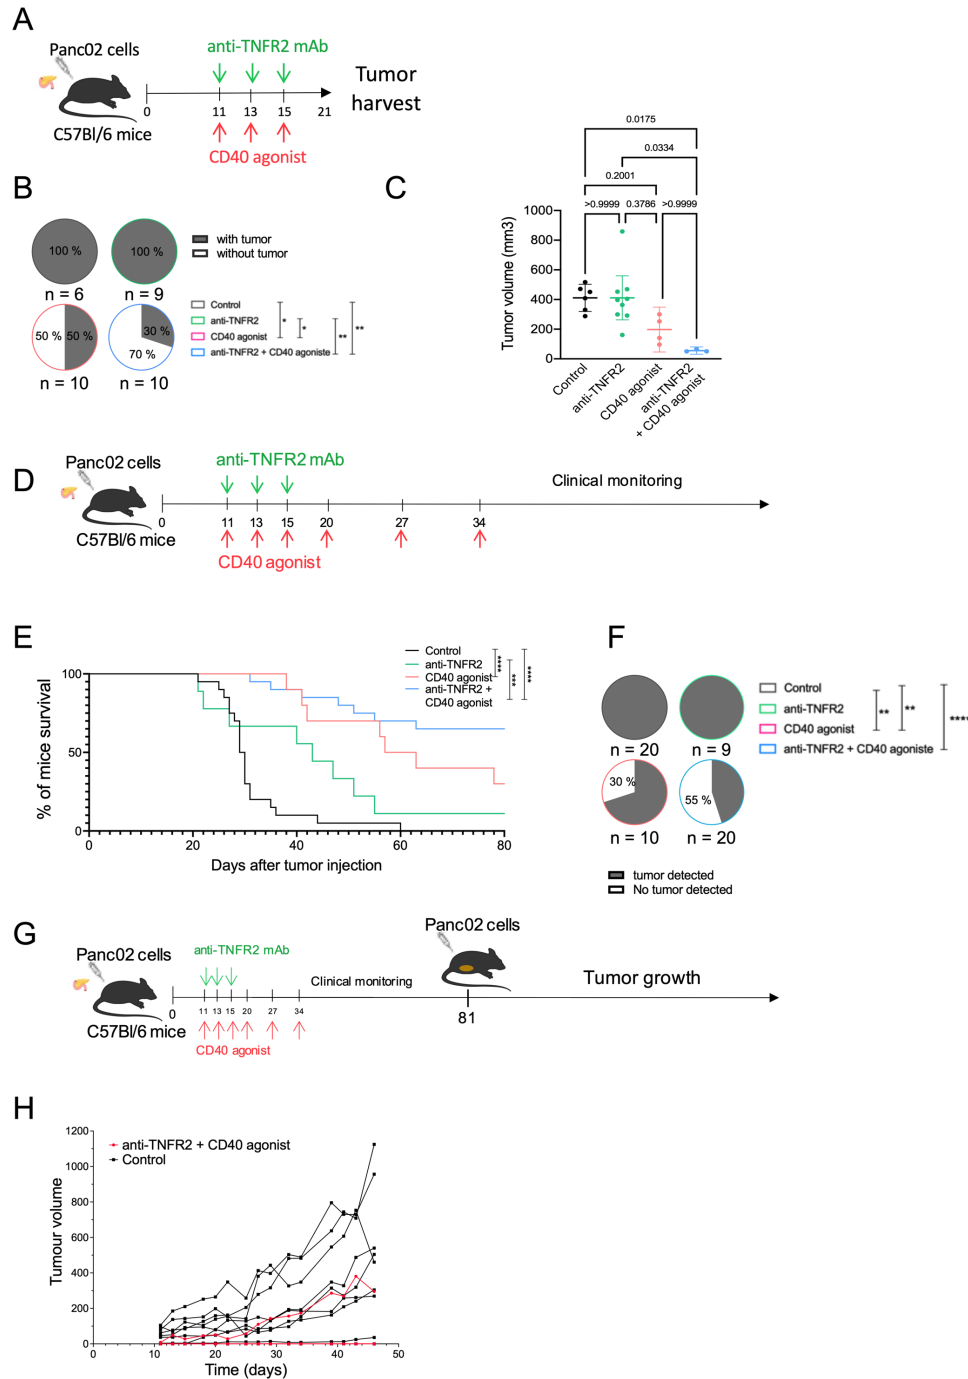 A
Panc02 cells
anti-TNFR2 mAb
Tumor
harvest
0
11
13
15
21
C57Bl/6 mice
CD40 agonist
B
100 %
100 %
with tumor
without tumor
n = 6
n = 9
50 %
50 %
30 %
70 %
n = 10
n = 10
Control
anti-TNFR2
CD40 agonist
anti-TNFR2 + CD40 agoniste
*
*
**
**
C
0.0175
0.0334
0.2001
>0.9999
0.3786
>0.9999
Tumor volume (mm3)
1000
800
600
400
200
0
Control
anti-TNFR2
CD40 agonist
anti-TNFR2
+ CD40 agonist
D
Panc02 cells
anti-TNFR2 mAb
Clinical monitoring
0
11
13
15
20
27
34
C57Bl/6 mice
CD40 agonist
E
Control
anti-TNFR2
CD40 agonist
anti-TNFR2 +
CD40 agonist
****
***
****
% of mice survival
100
50
0
0
20
40
60
80
Days after tumor injection
F
n = 20
n = 9
30 %
55 %
n = 10
n = 20
Control
anti-TNFR2
CD40 agonist
anti-TNFR2 + CD40 agoniste
**
**
****
tumor detected
No tumor detected
G
Panc02 cells
anti-TNFR2 mAb
Clinical monitoring
Panc02 cells
Tumor growth
0
11
13
15
20
27
34
81
C57Bl/6 mice
CD40 agonist
H
anti-TNFR2 + CD40 agonist
Control
Tumour volume
1200
1000
800
600
400
200
0
0
10
20
30
40
50
Time (days)